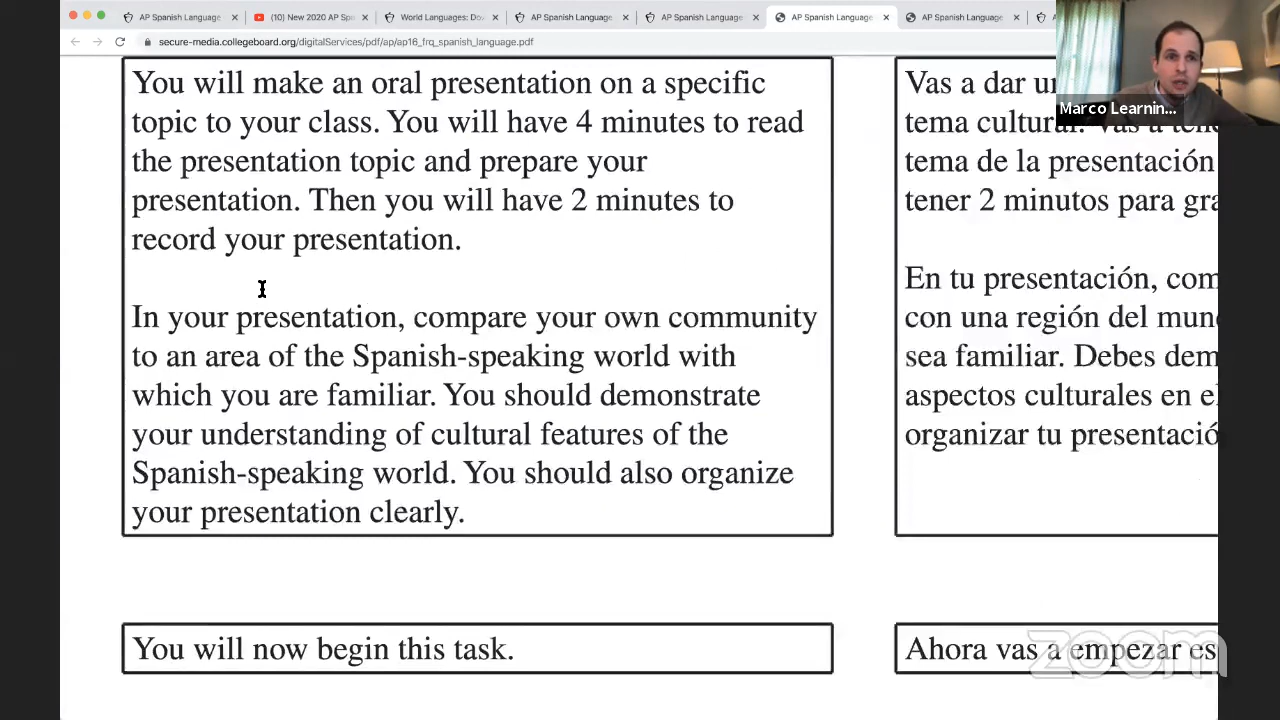 AP Spanish Language
(10) New 2020 AP Spa
World Languages: Do
AP Spanish Language
AP Spanish Language
AP Spanish Language
AP Spanish Language
secure-media.collegeboard.org/digitalServices/pdf/ap/ap16_frq_spanish_language.pdf
Marco Learnin...
You will make an oral presentation on a specific
topic to your class. You will have 4 minutes to read
the presentation topic and prepare your
presentation. Then you will have 2 minutes to
record your presentation.
In your presentation, compare your own community
to an area of the Spanish-speaking world with
which you are familiar. You should demonstrate
your understanding of cultural features of the
Spanish-speaking world. You should also organize
your presentation clearly.
Vas a dar un
tema cultural. Vas a tene
tema de la presentación
tener 2 minutos para gra
En tu presentación, com
con una región del mun
sea familiar. Debes dem
aspectos culturales en el
organizar tu presentació
You will now begin this task.
Ahora vas a empezar es
zoom